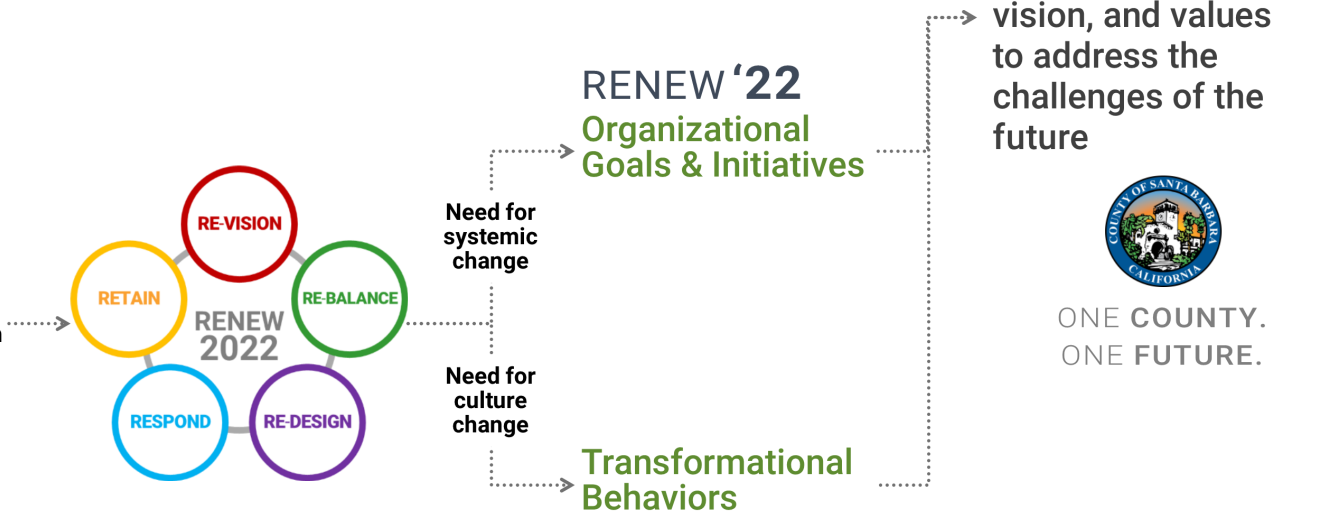 vision, and values
to address the
challenges of the
future
RENEW ‘22
Organizational
Goals & Initiatives
Need for
systemic
change
RE-VISION
RETAIN
RE-BALANCE
RENEW
2022
RESPOND
RE-DESIGN
Need for
culture
change
Transformational
Behaviors
COUNTY OF SANTA BARBARA
CALIFORNIA
ONE COUNTY.
ONE FUTURE.